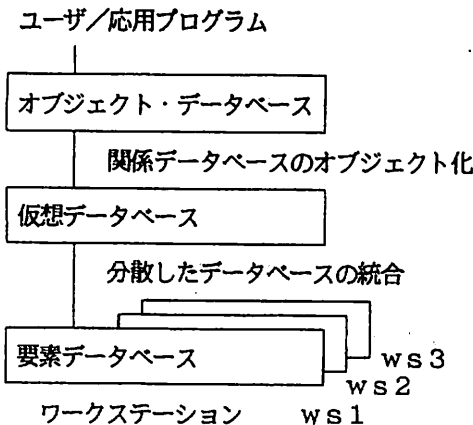 ユーザ／応用プログラム
オブジェクト・データベース
関係データベースのオブジェクト化
仮想データベース
分散したデータベースの統合
要素データベース
ｗｓ３
ｗｓ２
ワークステーション　ｗｓ１